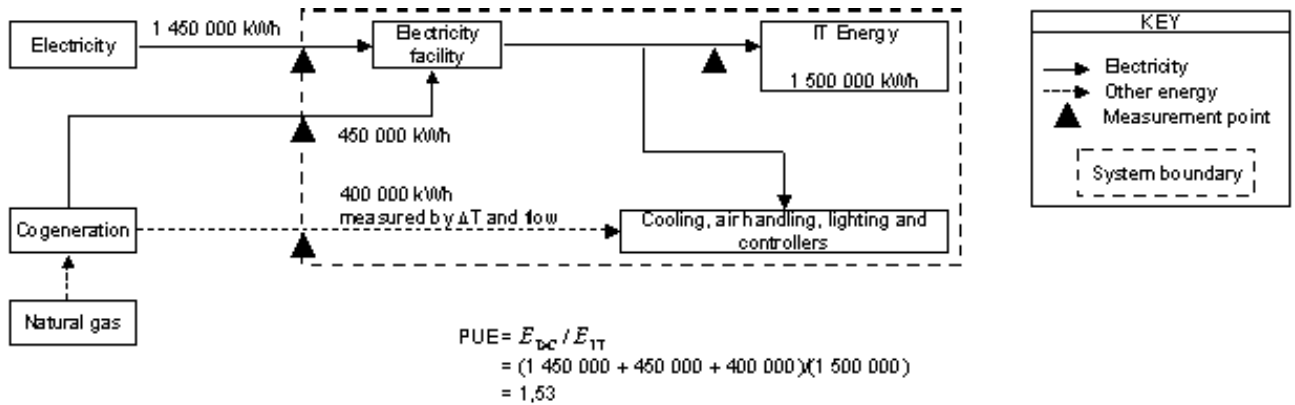 1 450 000 kWh
Electricity
Electricity
facility
IT Energy
1 500 000 kWh
450 000 kWh
400 000 kWh
measured by ΔT and flow
Cogeneration
Cooling, air handling, lighting and
controllers
Natural gas
KEY
Electricity
Other energy
Measurement point
System boundary
PUE = E_DC / E_IT
= (1 450 000 + 450 000 + 400 000)/(1 500 000)
= 1,53